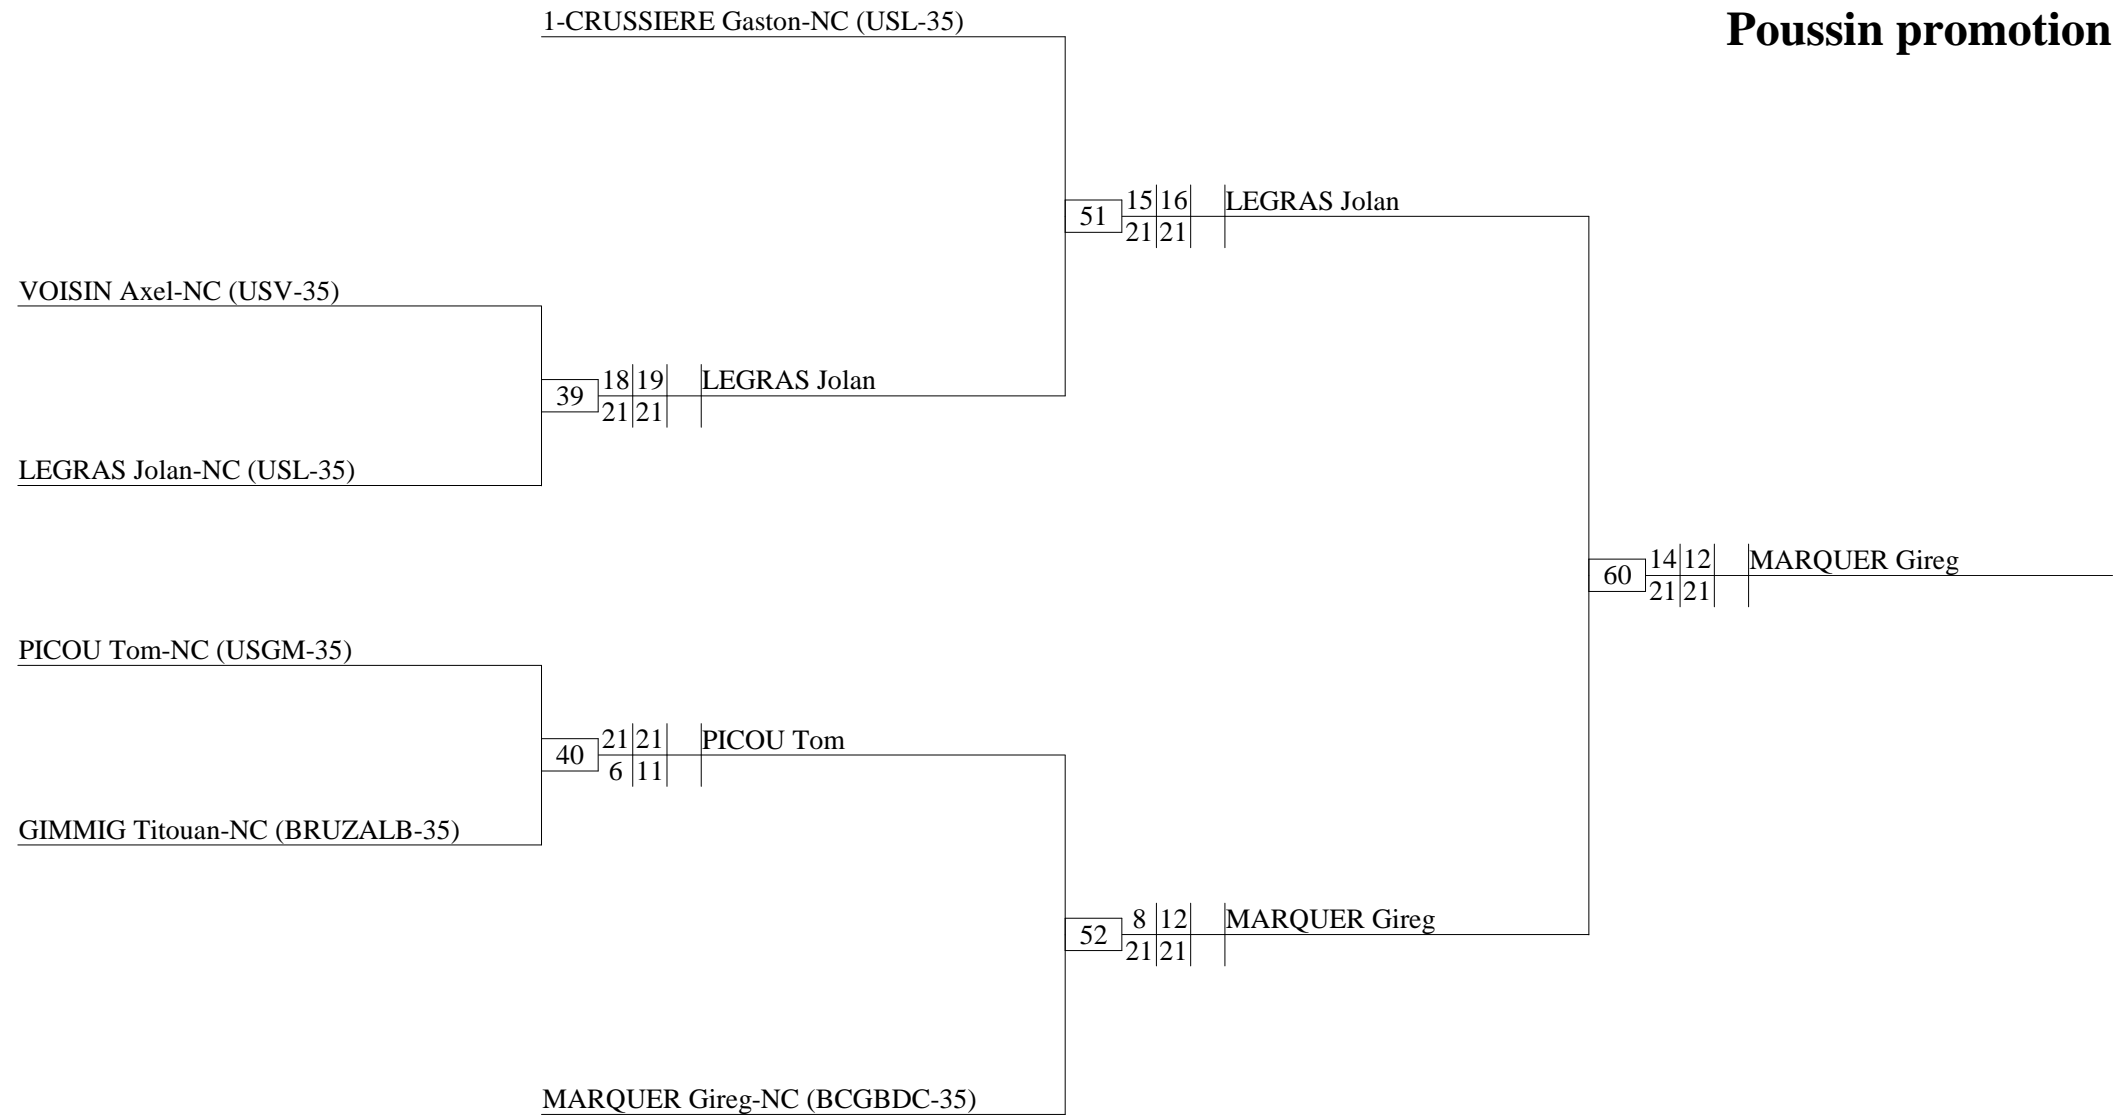 1-CRUSSIERE Gaston-NC (USL-35)
Poussin promotion
15 16 LEGRAS Jolan
51
21 21
VOISIN Axel-NC (USV-35)
18 19 LEGRAS Jolan
39
21 21
LEGRAS Jolan-NC (USL-35)
14 12 MARQUER Gireg
60
21 21
PICOU Tom-NC (USGM-35)
21 21 PICOU Tom
40
6 11
GIMMIG Titouan-NC (BRUZALB-35)
8 12 MARQUER Gireg
52
21 21
MARQUER Gireg-NC (BCGBDC-35)